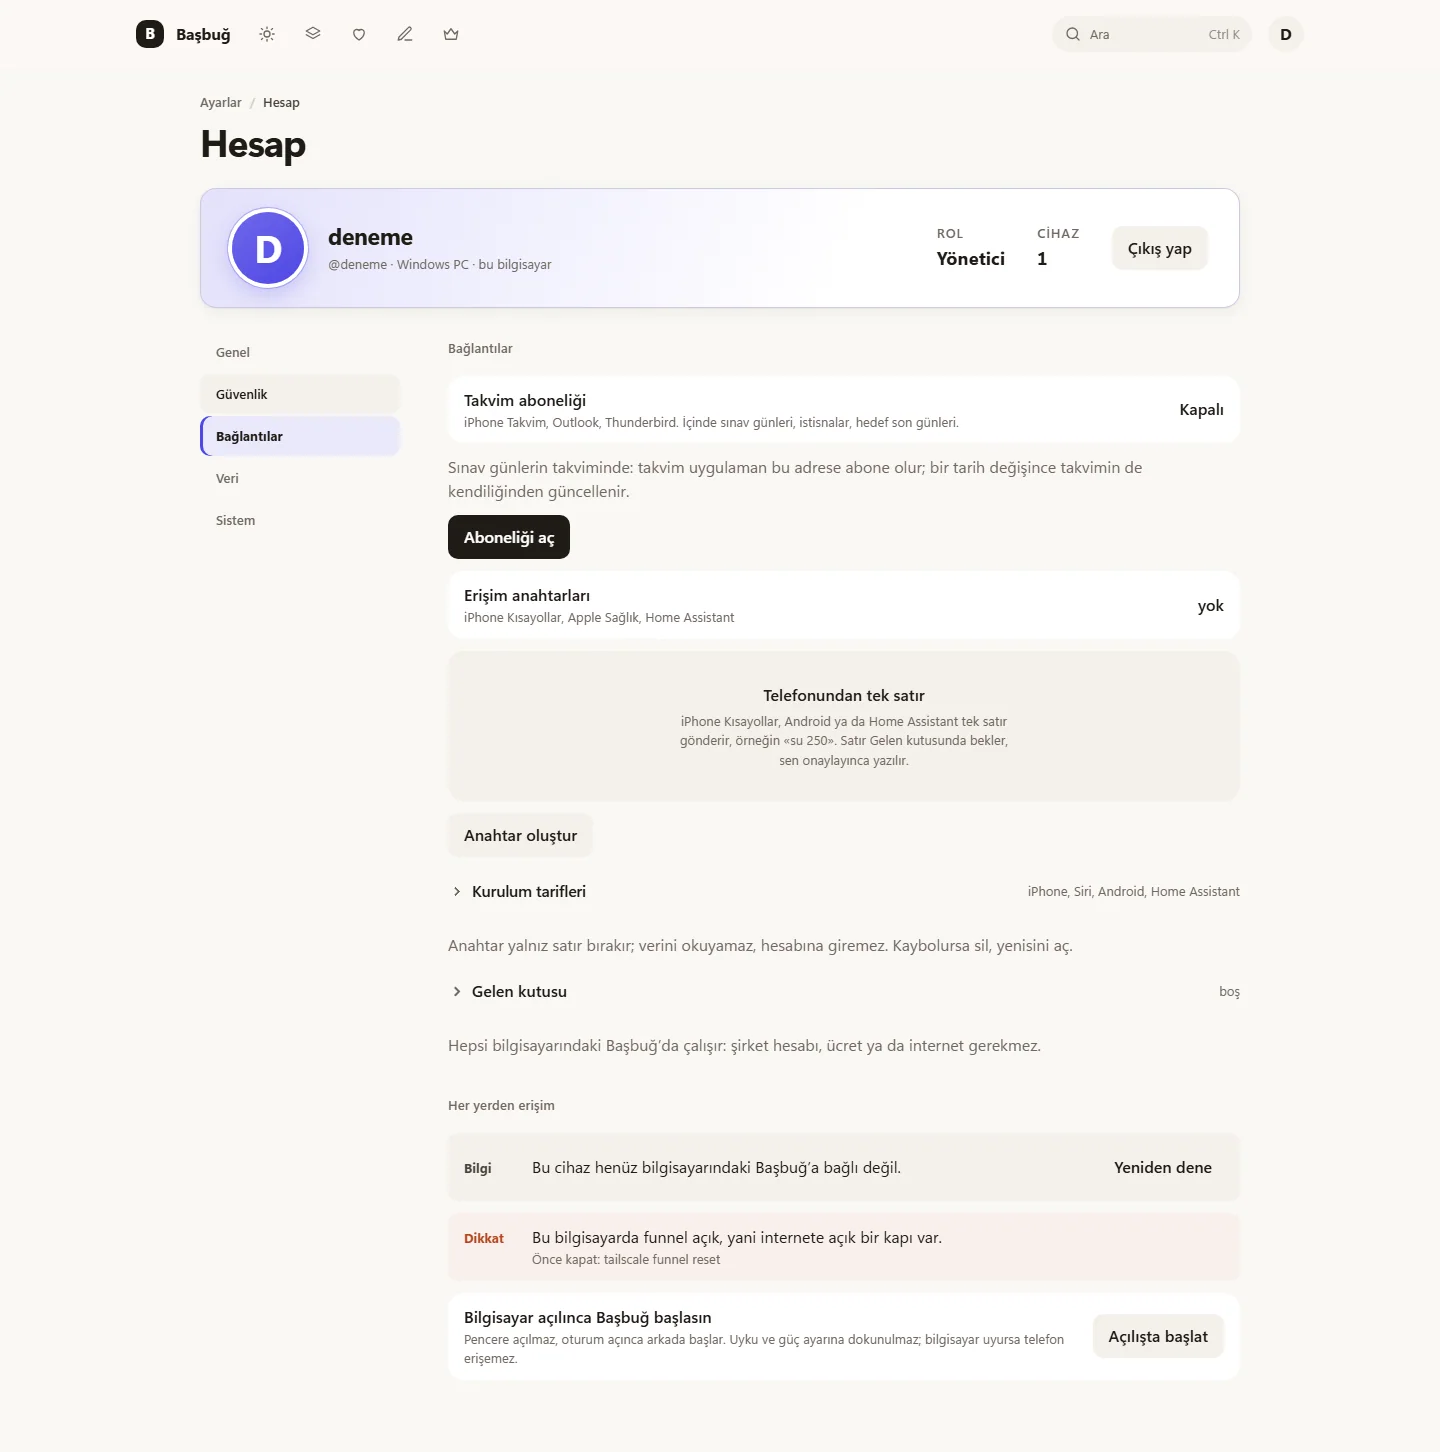 B Başbuğ
Ara Ctrl K
D
Ayarlar / Hesap
Hesap
D
deneme
@deneme · Windows PC · bu bilgisayar
ROL
Yönetici
CİHAZ
1
Çıkış yap
Genel
Güvenlik
Bağlantılar
Veri
Sistem
Bağlantılar
Takvim aboneliği
iPhone Takvim, Outlook, Thunderbird. İçinde sınav günleri, istisnalar, hedef son günleri.
Kapalı
Sınav günlerin takviminde: takvim uygulaman bu adrese abone olur; bir tarih değişince takvimin de
kendiliğinden güncellenir.
Aboneliği aç
Erişim anahtarları
iPhone Kısayollar, Apple Sağlık, Home Assistant
yok
Telefonundan tek satır
iPhone Kısayollar, Android ya da Home Assistant tek satır
gönderir, örneğin «su 250». Satır Gelen kutusunda bekler,
sen onaylayınca yazılır.
Anahtar oluştur
Kurulum tarifleri
iPhone, Siri, Android, Home Assistant
Anahtar yalnız satır bırakır; verini okuyamaz, hesabına giremez. Kaybolursa sil, yenisini aç.
Gelen kutusu
boş
Hepsi bilgisayarındaki Başbuğ’da çalışır: şirket hesabı, ücret ya da internet gerekmez.
Her yerden erişim
Bilgi Bu cihaz henüz bilgisayarındaki Başbuğ’a bağlı değil. Yeniden dene
Dikkat Bu bilgisayarda funnel açık, yani internete açık bir kapı var.
Önce kapat: tailscale funnel reset
Bilgisayar açılınca Başbuğ başlasın
Pencere açılmaz, oturum açınca arkada başlar. Uyku ve güç ayarına dokunulmaz; bilgisayar uyursa telefon
erişemez.
Açılışta başlat